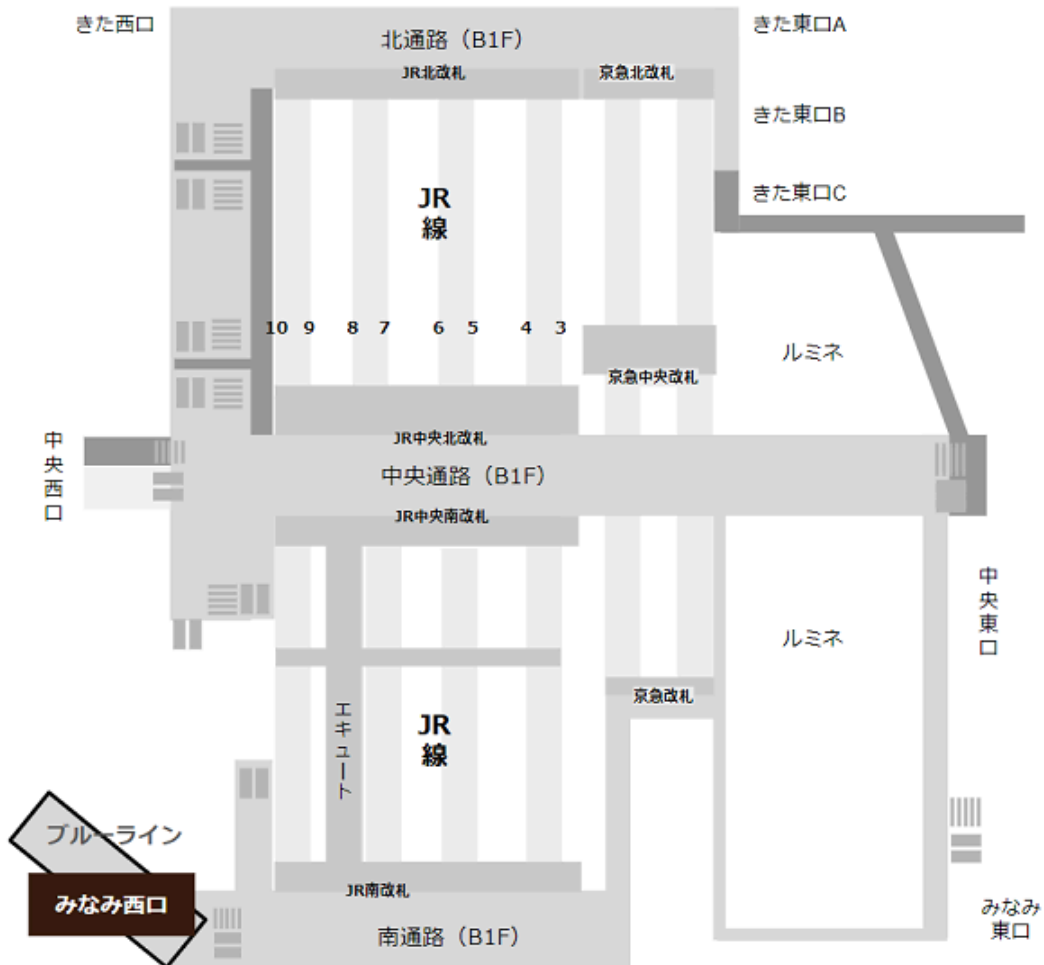 きた西口
北通路（B1F）
きた東口A
JR北改札
京急北改札
きた東口B
きた東口C
JR
線
10 9 8 7 6 5 4 3
ルミネ
京急中央改札
JR中央北改札
中央西口
中央通路（B1F）
JR中央南改札
中央東口
ルミネ
京急改札
エキュート
JR
線
ブルーライン
みなみ西口
JR南改札
みなみ
東口
南通路（B1F）